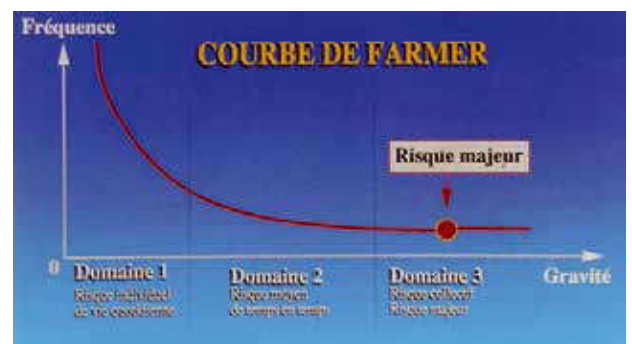 Fréquence
COURBE DE FARMER
Risque majeur
0
Domaine 1
Risque individuel
de vie quotidienne
Domaine 2
Risque moyen
de temps en temps
Domaine 3
Risque collectif
Risque majeur
Gravité